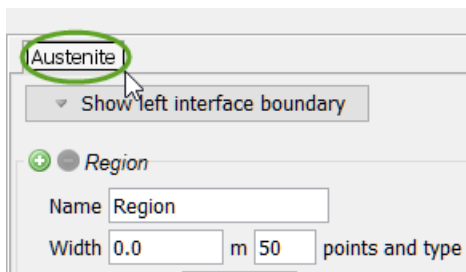 Austenite
Show left interface boundary
Region
Name Region
Width 0.0 m 50 points and type